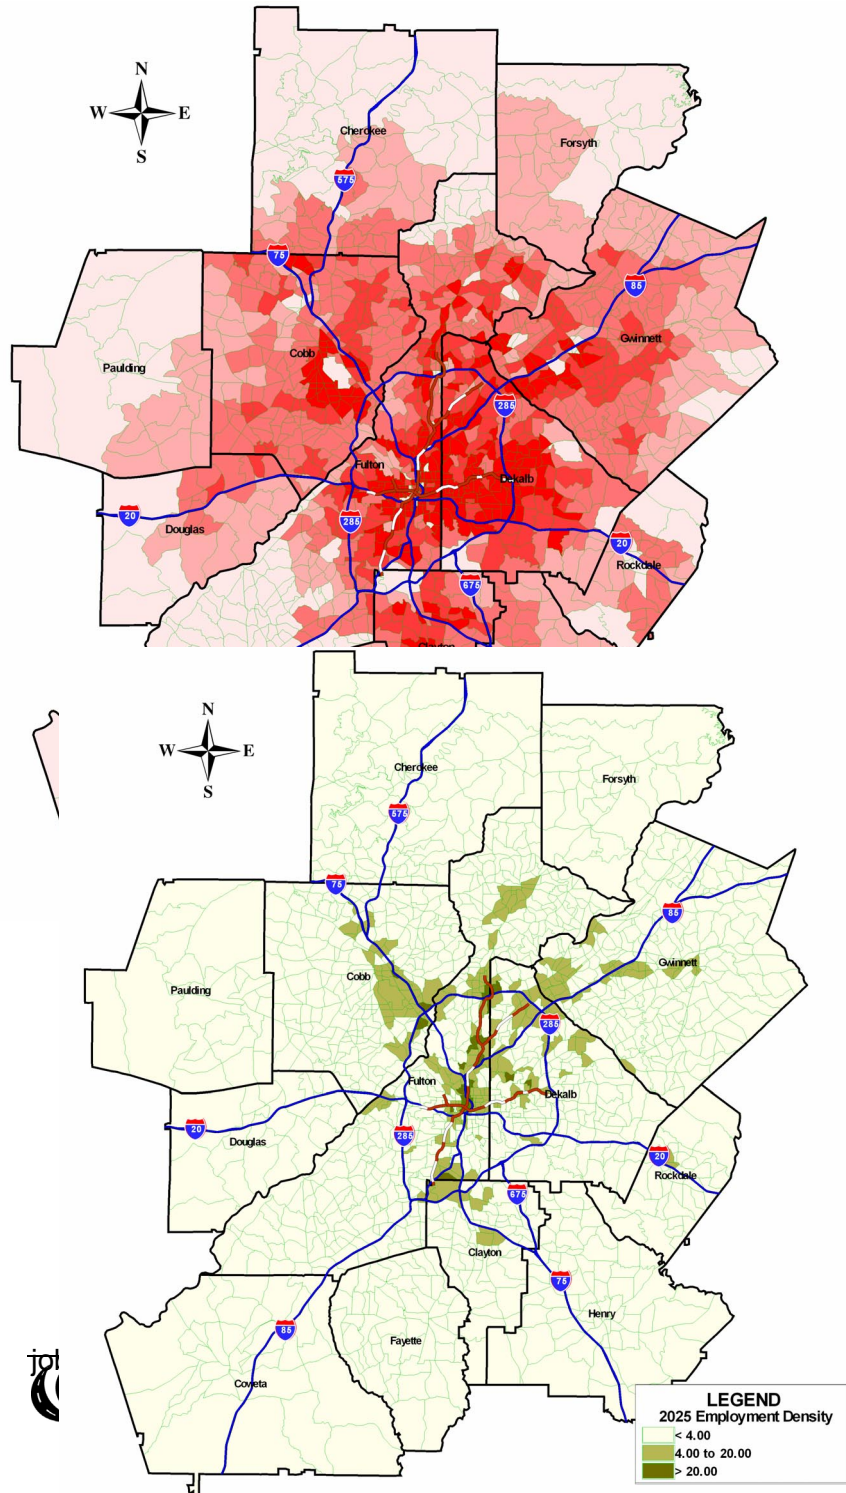 N
W E
S
Cherokee
Forsyth
575
75
85
Gwinnett
Cobb
Paulding
285
Fulton
Dekalb
20
285
Douglas
20
Rockdale
675
N
W E
S
Cherokee
Forsyth
575
75
85
Gwinnett
Cobb
Paulding
285
Fulton
Dekalb
20
285
Douglas
20
Rockdale
675
Clayton
75
Henry
85
Fayette
Coweta
LEGEND
2025 Employment Density
< 4.00
4.00 to 20.00
> 20.00